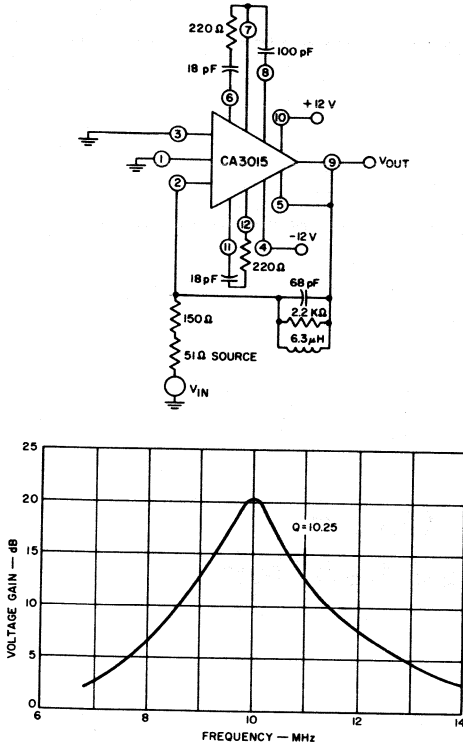 220Ω
7
100 pF
18 pF
8
6
10
+12 V
3
1
CA3015
9
VOUT
2
5
12
11
4
-12 V
220Ω
18 pF
68 pF
2.2 KΩ
6.3μH
150Ω
51Ω SOURCE
VIN
25
20
15
10
5
0
VOLTAGE GAIN — dB
Q = 10.25
6
8
10
12
14
FREQUENCY — MHz